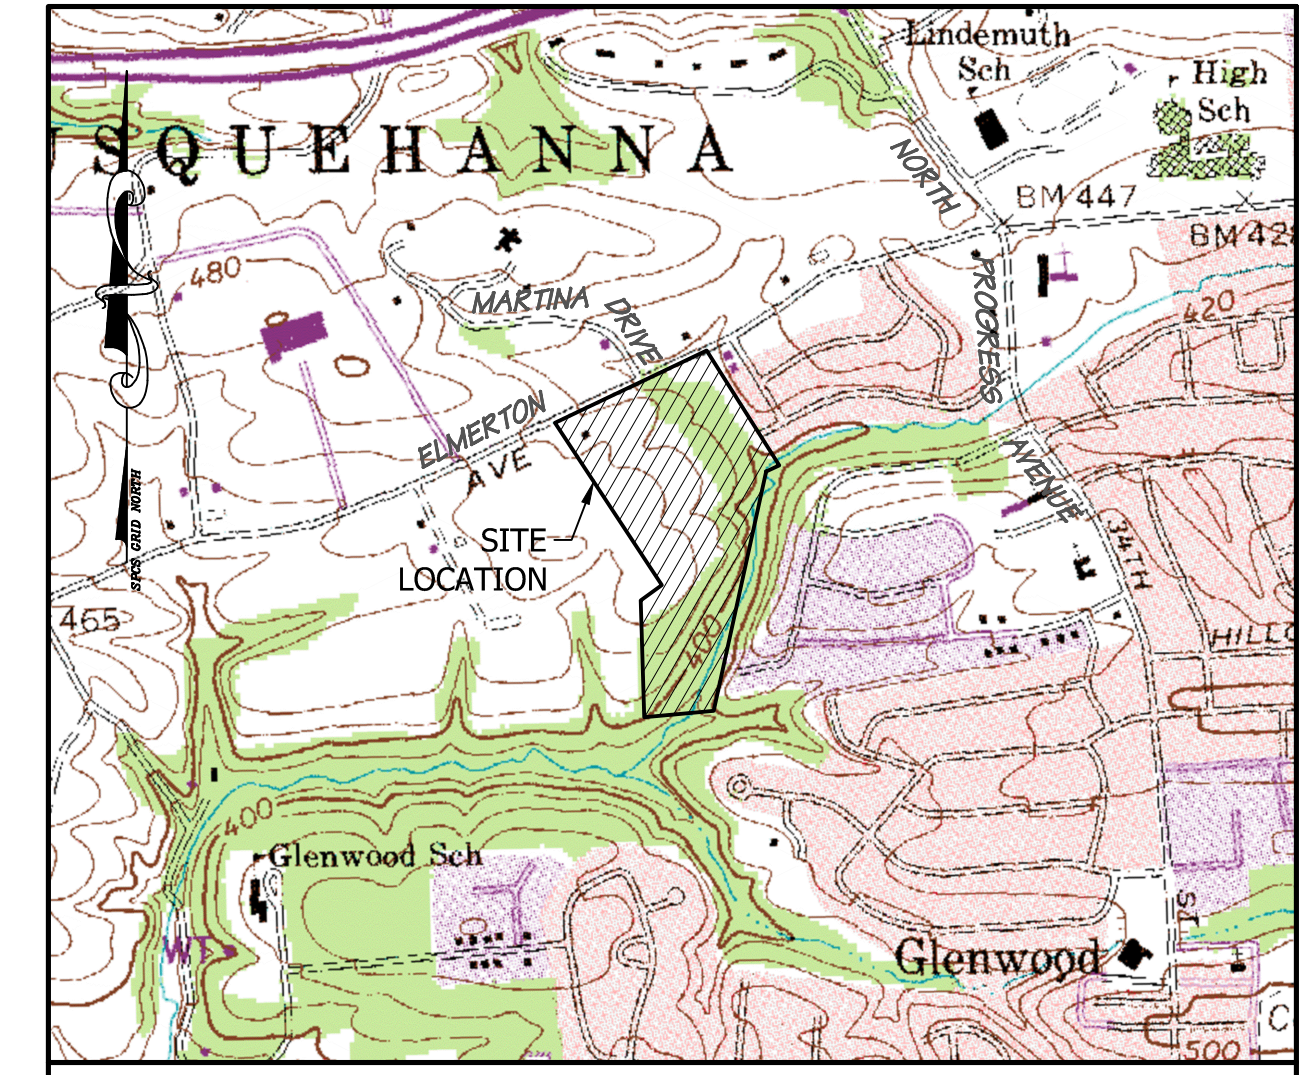 Lindemuth
Sch
High
Sch
USQUEHANNA
NORTH
BM 447
BM 42
480
MARTINA
DRIVE
PROGRESS
420
ELMERTON
AVE
AVENUE
SPCS GRID NORTH
SITE
LOCATION
34TH
465
400
HILL
400
Glenwood Sch
ST
WT
Glenwood
C
500